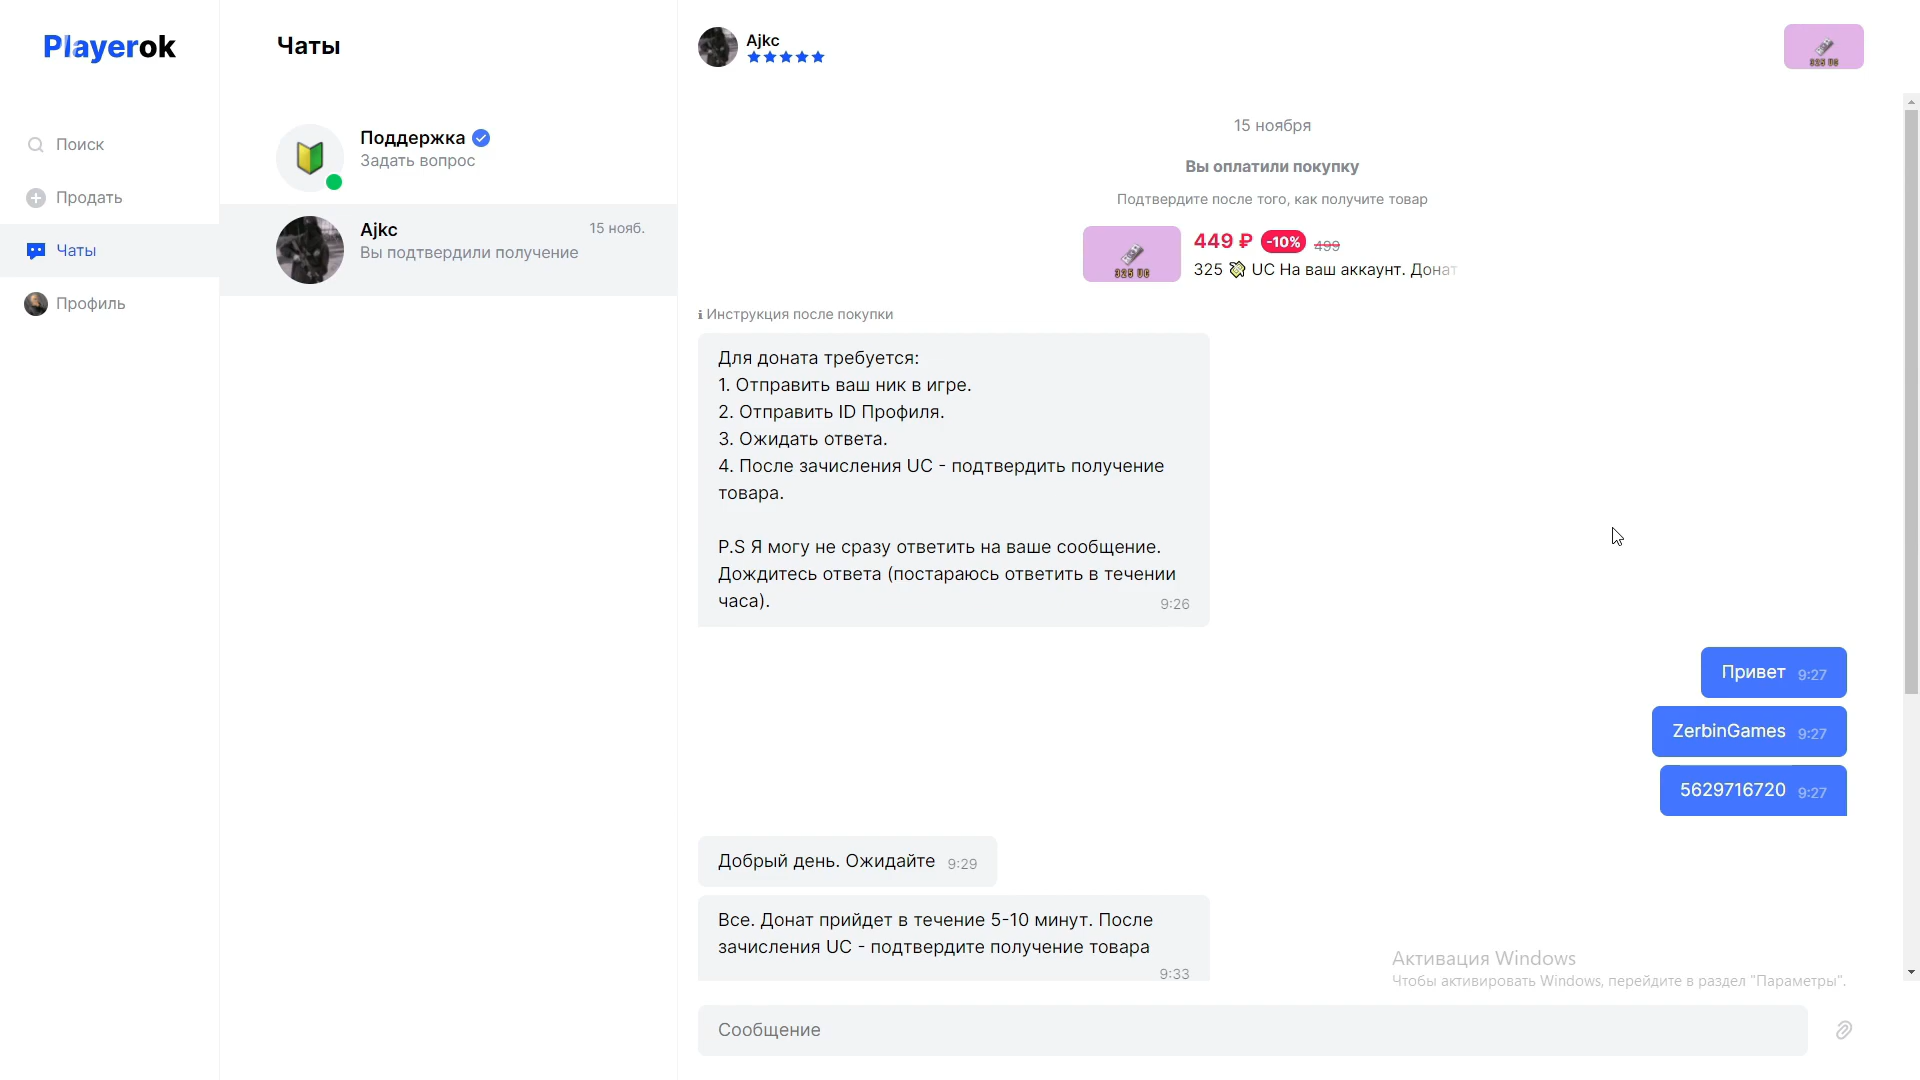 Playerok
Поиск
Продать
Чаты
Профиль
Чаты
Поддержка
Задать вопрос
Ajkc
15 нояб.
Вы подтвердили получение
Ajkc
325 UC
15 ноября
Вы оплатили покупку
Подтвердите после того, как получите товар
325 UC
449 ₽ -10% 499
325 UC На ваш аккаунт. Донат
Инструкция после покупки
Для доната требуется:
1. Отправить ваш ник в игре.
2. Отправить ID Профиля.
3. Ожидать ответа.
4. После зачисления UC - подтвердить получение
товара.
P.S Я могу не сразу ответить на ваше сообщение.
Дождитесь ответа (постараюсь ответить в течении
часа).
9:26
Привет 9:27
ZerbinGames 9:27
5629716720 9:27
Добрый день. Ожидайте 9:29
Все. Донат прийдет в течение 5-10 минут. После
зачисления UC - подтвердите получение товара
9:33
Активация Windows
Чтобы активировать Windows, перейдите в раздел "Параметры".
Сообщение